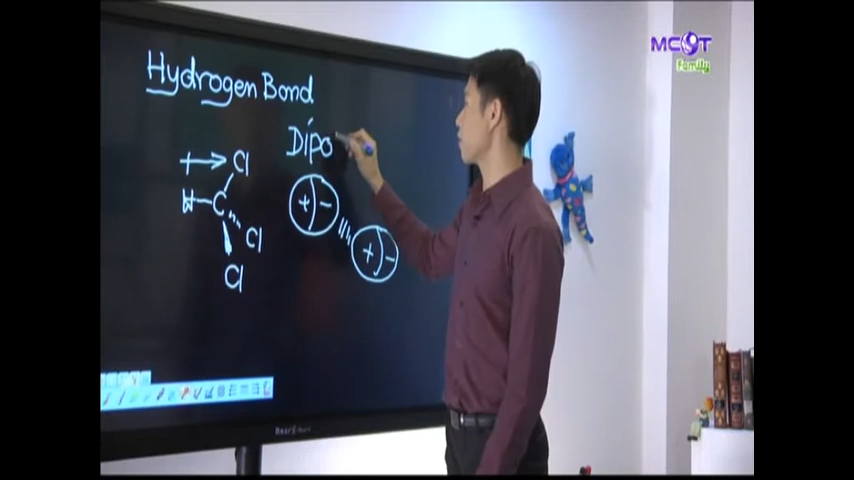 MCOT
Family
Hydrogen Bond
Dipo
Cl
H-C
Cl
Cl
+ -
+ -